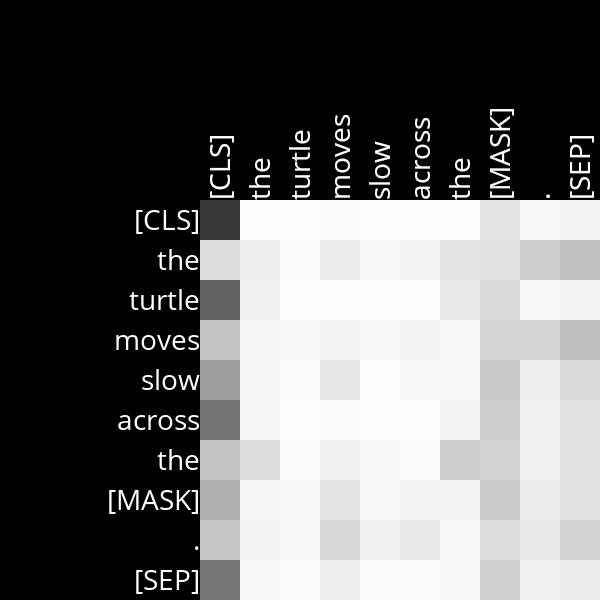 [CLS] the turtle moves slow across the [MASK] . [SEP]
[CLS]
the
turtle
moves
slow
across
the
[MASK]
.
[SEP]